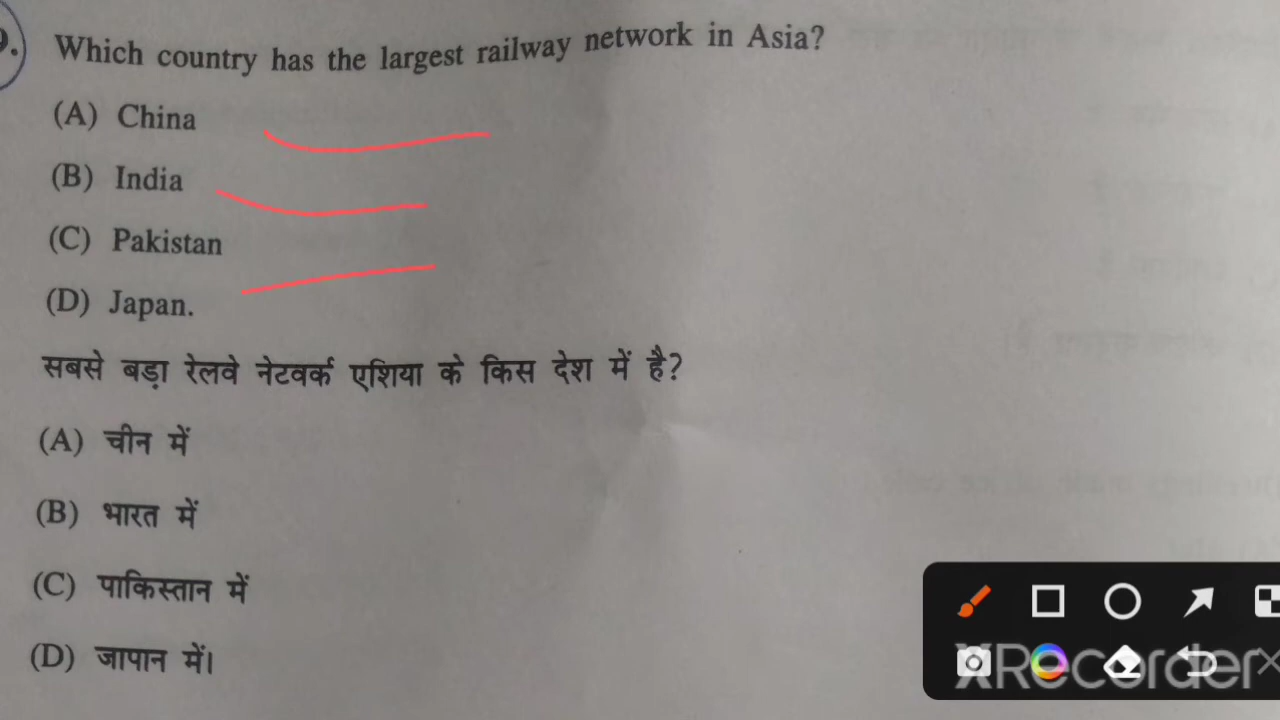 Which country has the largest railway network in Asia?
(A) China
(B) India
(C) Pakistan
(D) Japan.
सबसे बड़ा रेलवे नेटवर्क एशिया के किस देश में है?
(A) चीन में
(B) भारत में
(C) पाकिस्तान में
(D) जापान में।
XRecorder